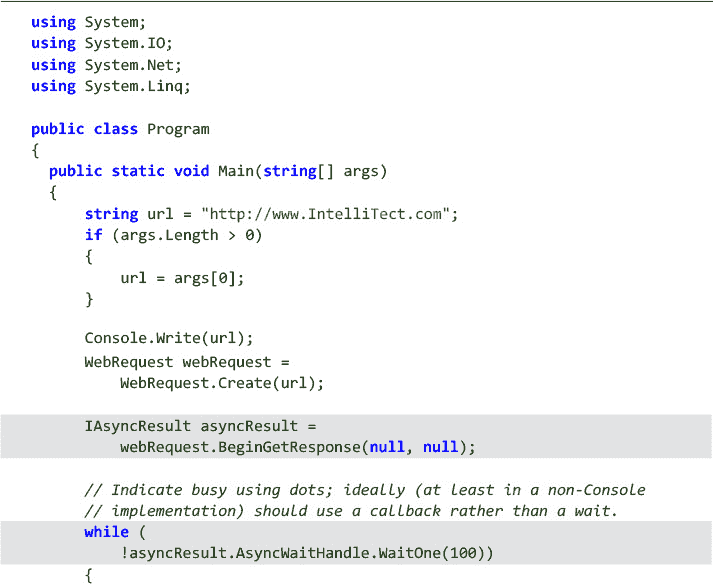 using System;
using System.IO;
using System.Net;
using System.Linq;
public class Program
{
public static void Main(string[] args)
{
string url = "http://www.IntelliTect.com";
if (args.Length > 0)
{
url = args[0];
}
Console.Write(url);
WebRequest webRequest =
WebRequest.Create(url);
IAsyncResult asyncResult =
webRequest.BeginGetResponse(null, null);
// Indicate busy using dots; ideally (at least in a non-Console
// implementation) should use a callback rather than a wait.
while (
!asyncResult.AsyncWaitHandle.WaitOne(100))
{